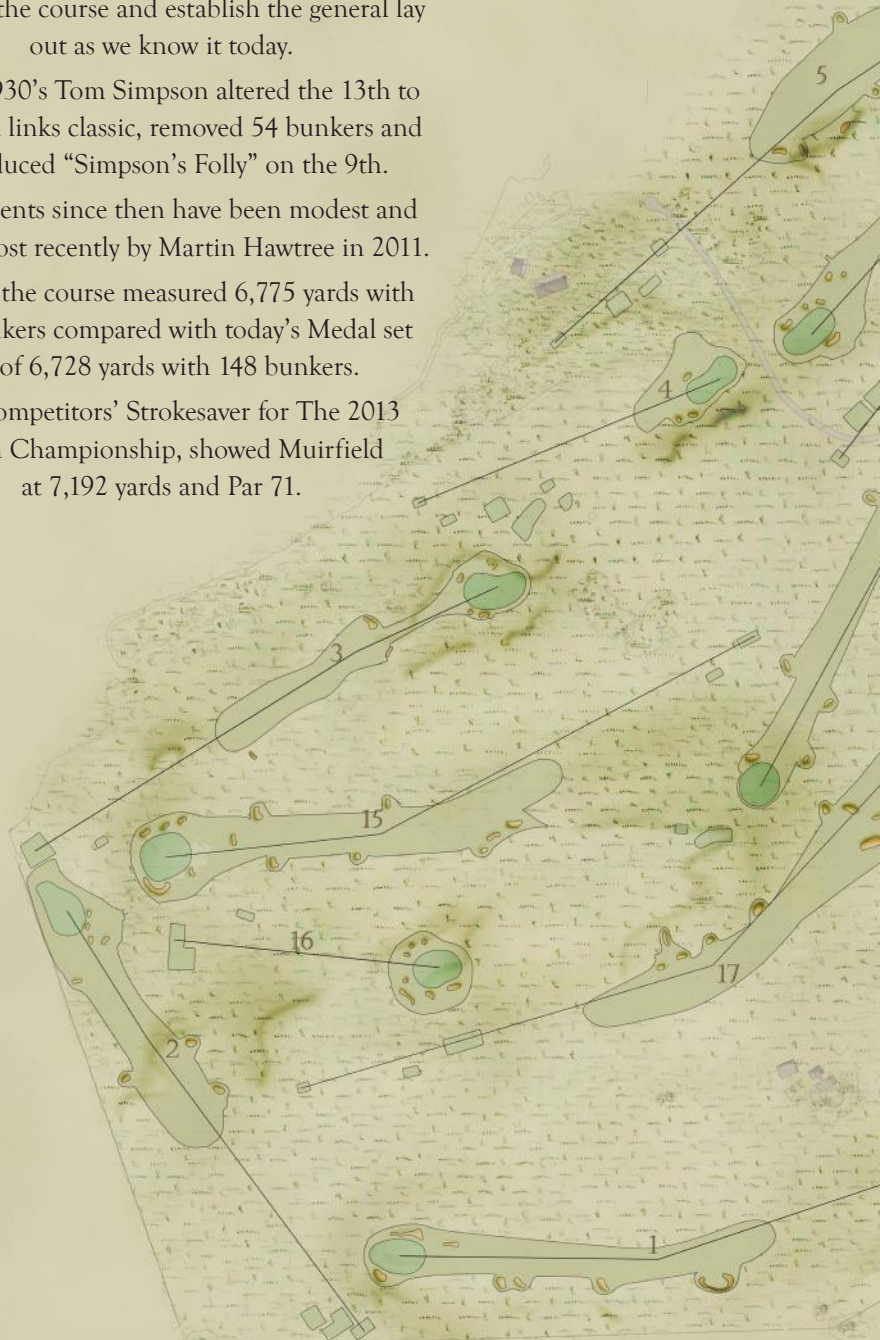 the course and establish the general lay
out as we know it today.
930's Tom Simpson altered the 13th to
links classic, removed 54 bunkers and
duced “Simpson's Folly” on the 9th.
ents since then have been modest and
ost recently by Martin Hawtree in 2011.
the course measured 6,775 yards with
kers compared with today's Medal set
of 6,728 yards with 148 bunkers.
ompetitors' Strokesaver for The 2013
Championship, showed Muirfield
at 7,192 yards and Par 71.
5
4
3
15
16
17
2
1